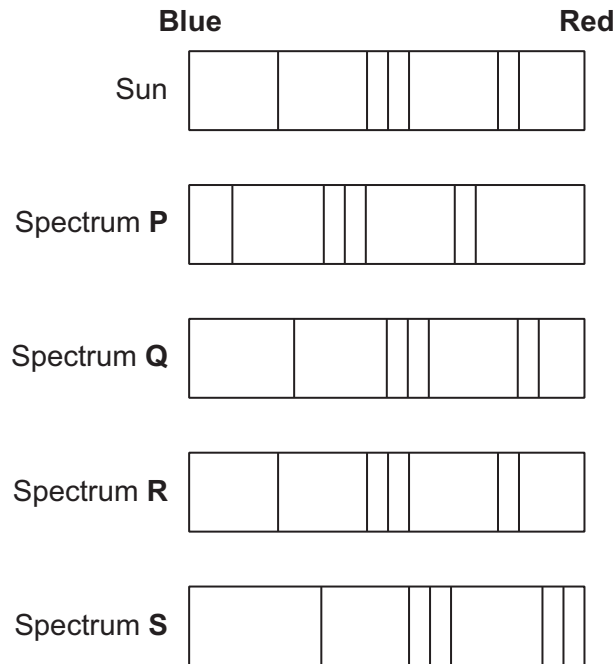 Blue Red
Sun
Spectrum P
Spectrum Q
Spectrum R
Spectrum S